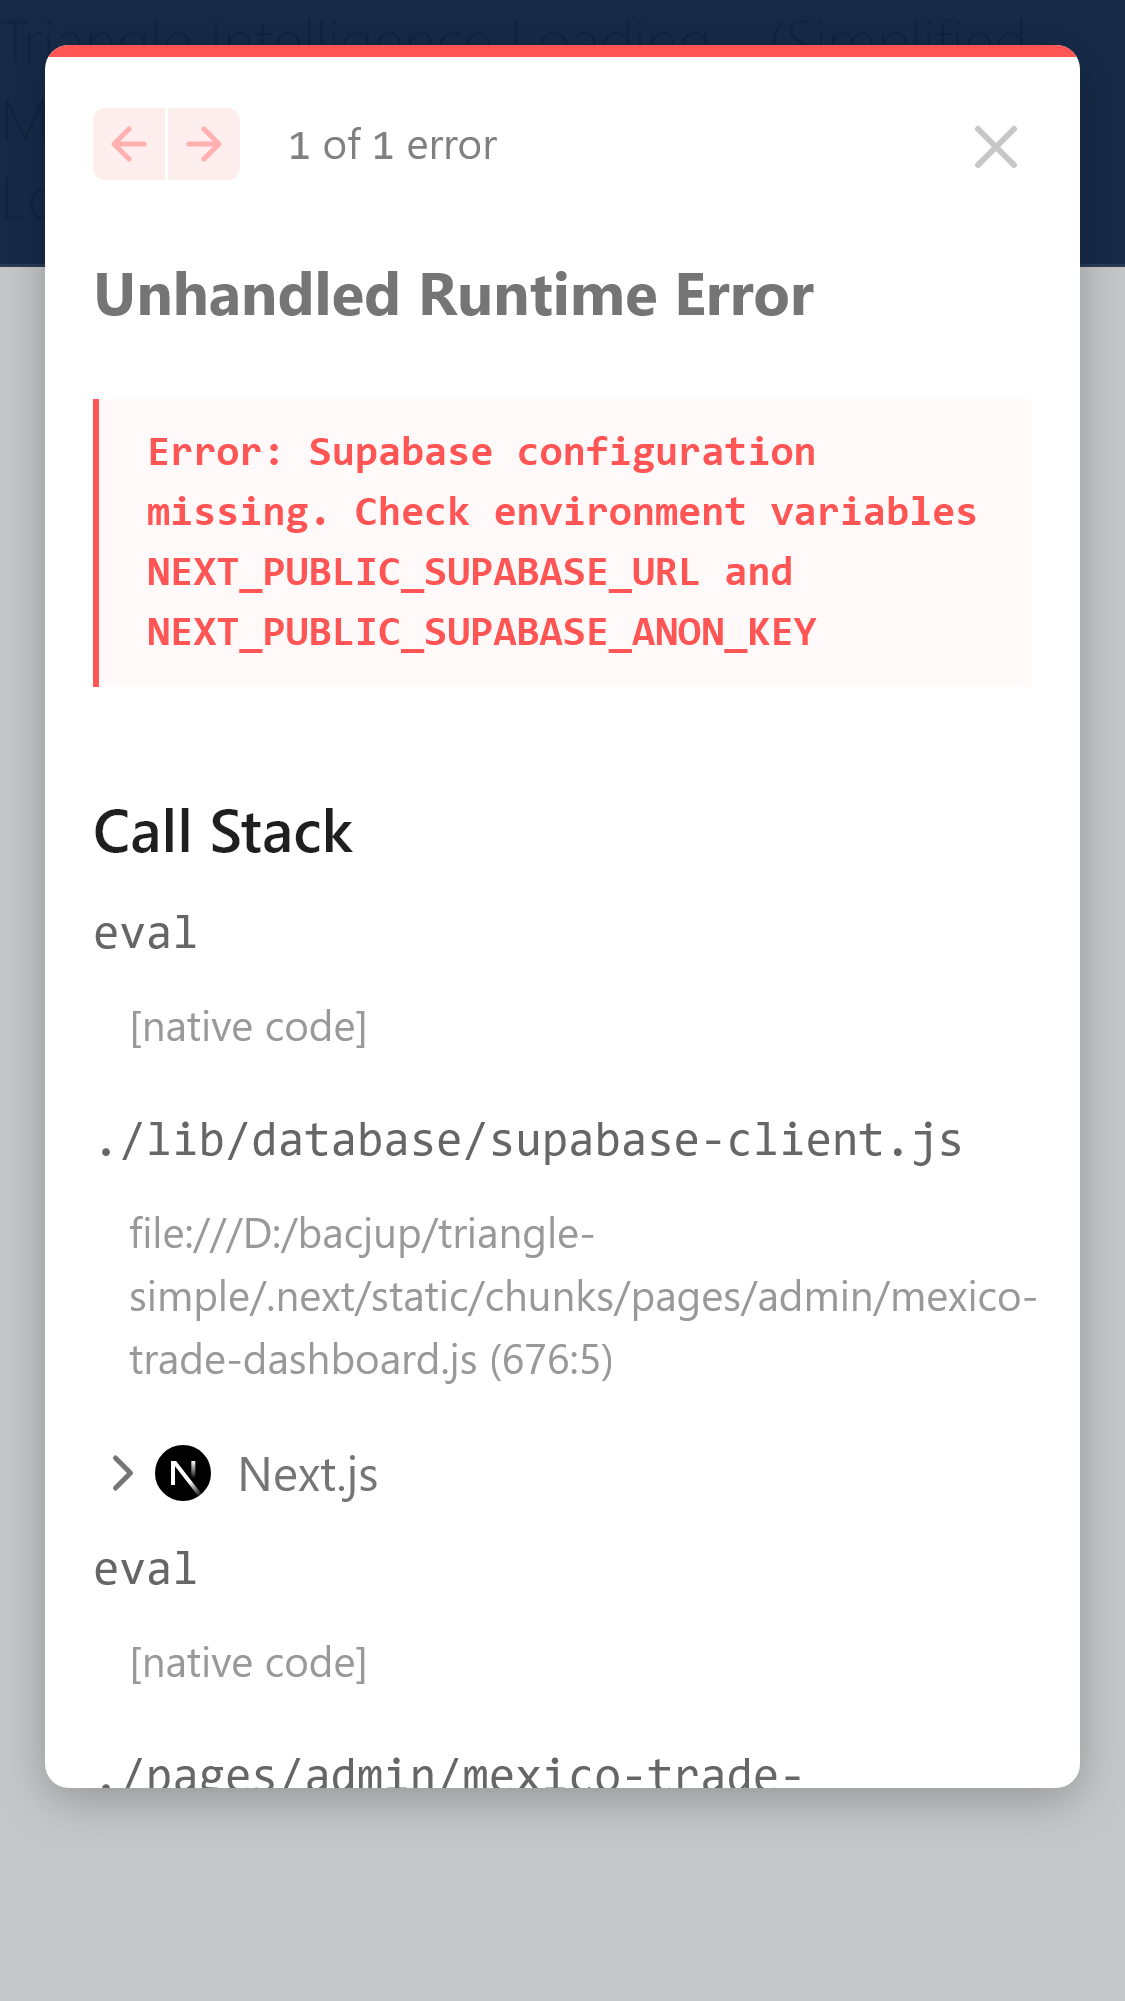 Triangle Intelligence Loading... (Simplified
M
Lo
1 of 1 error
Unhandled Runtime Error
Error: Supabase configuration
missing. Check environment variables
NEXT_PUBLIC_SUPABASE_URL and
NEXT_PUBLIC_SUPABASE_ANON_KEY
Call Stack
eval
[native code]
./lib/database/supabase-client.js
file:///D:/bacjup/triangle-
simple/.next/static/chunks/pages/admin/mexico-
trade-dashboard.js (676:5)
Next.js
eval
[native code]
./pages/admin/mexico-trade-